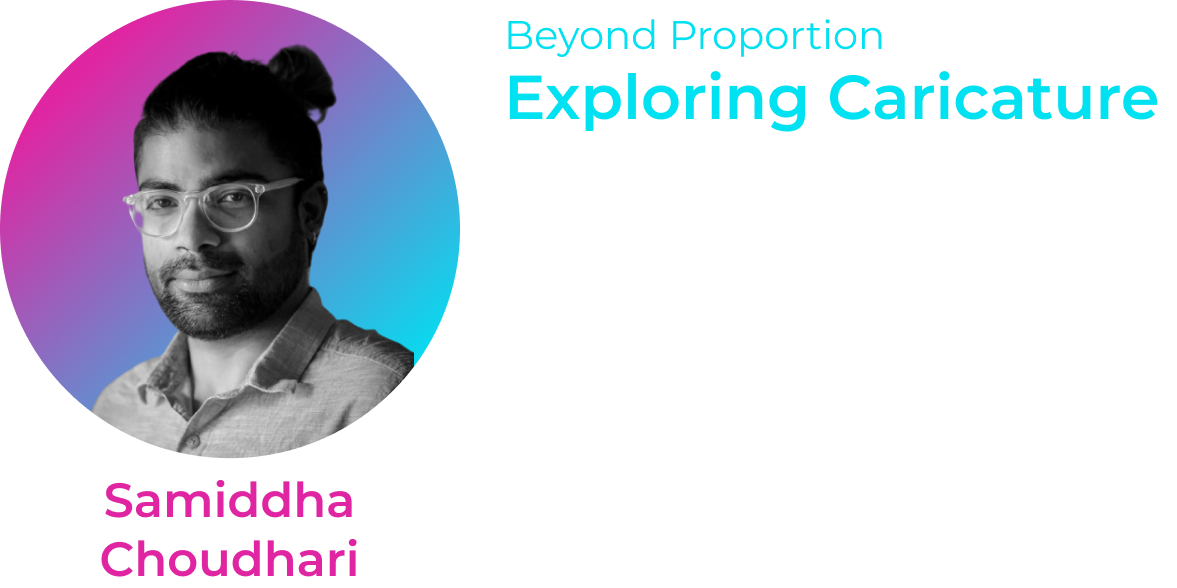 Beyond Proportion
Exploring Caricature
Samiddha
Choudhari